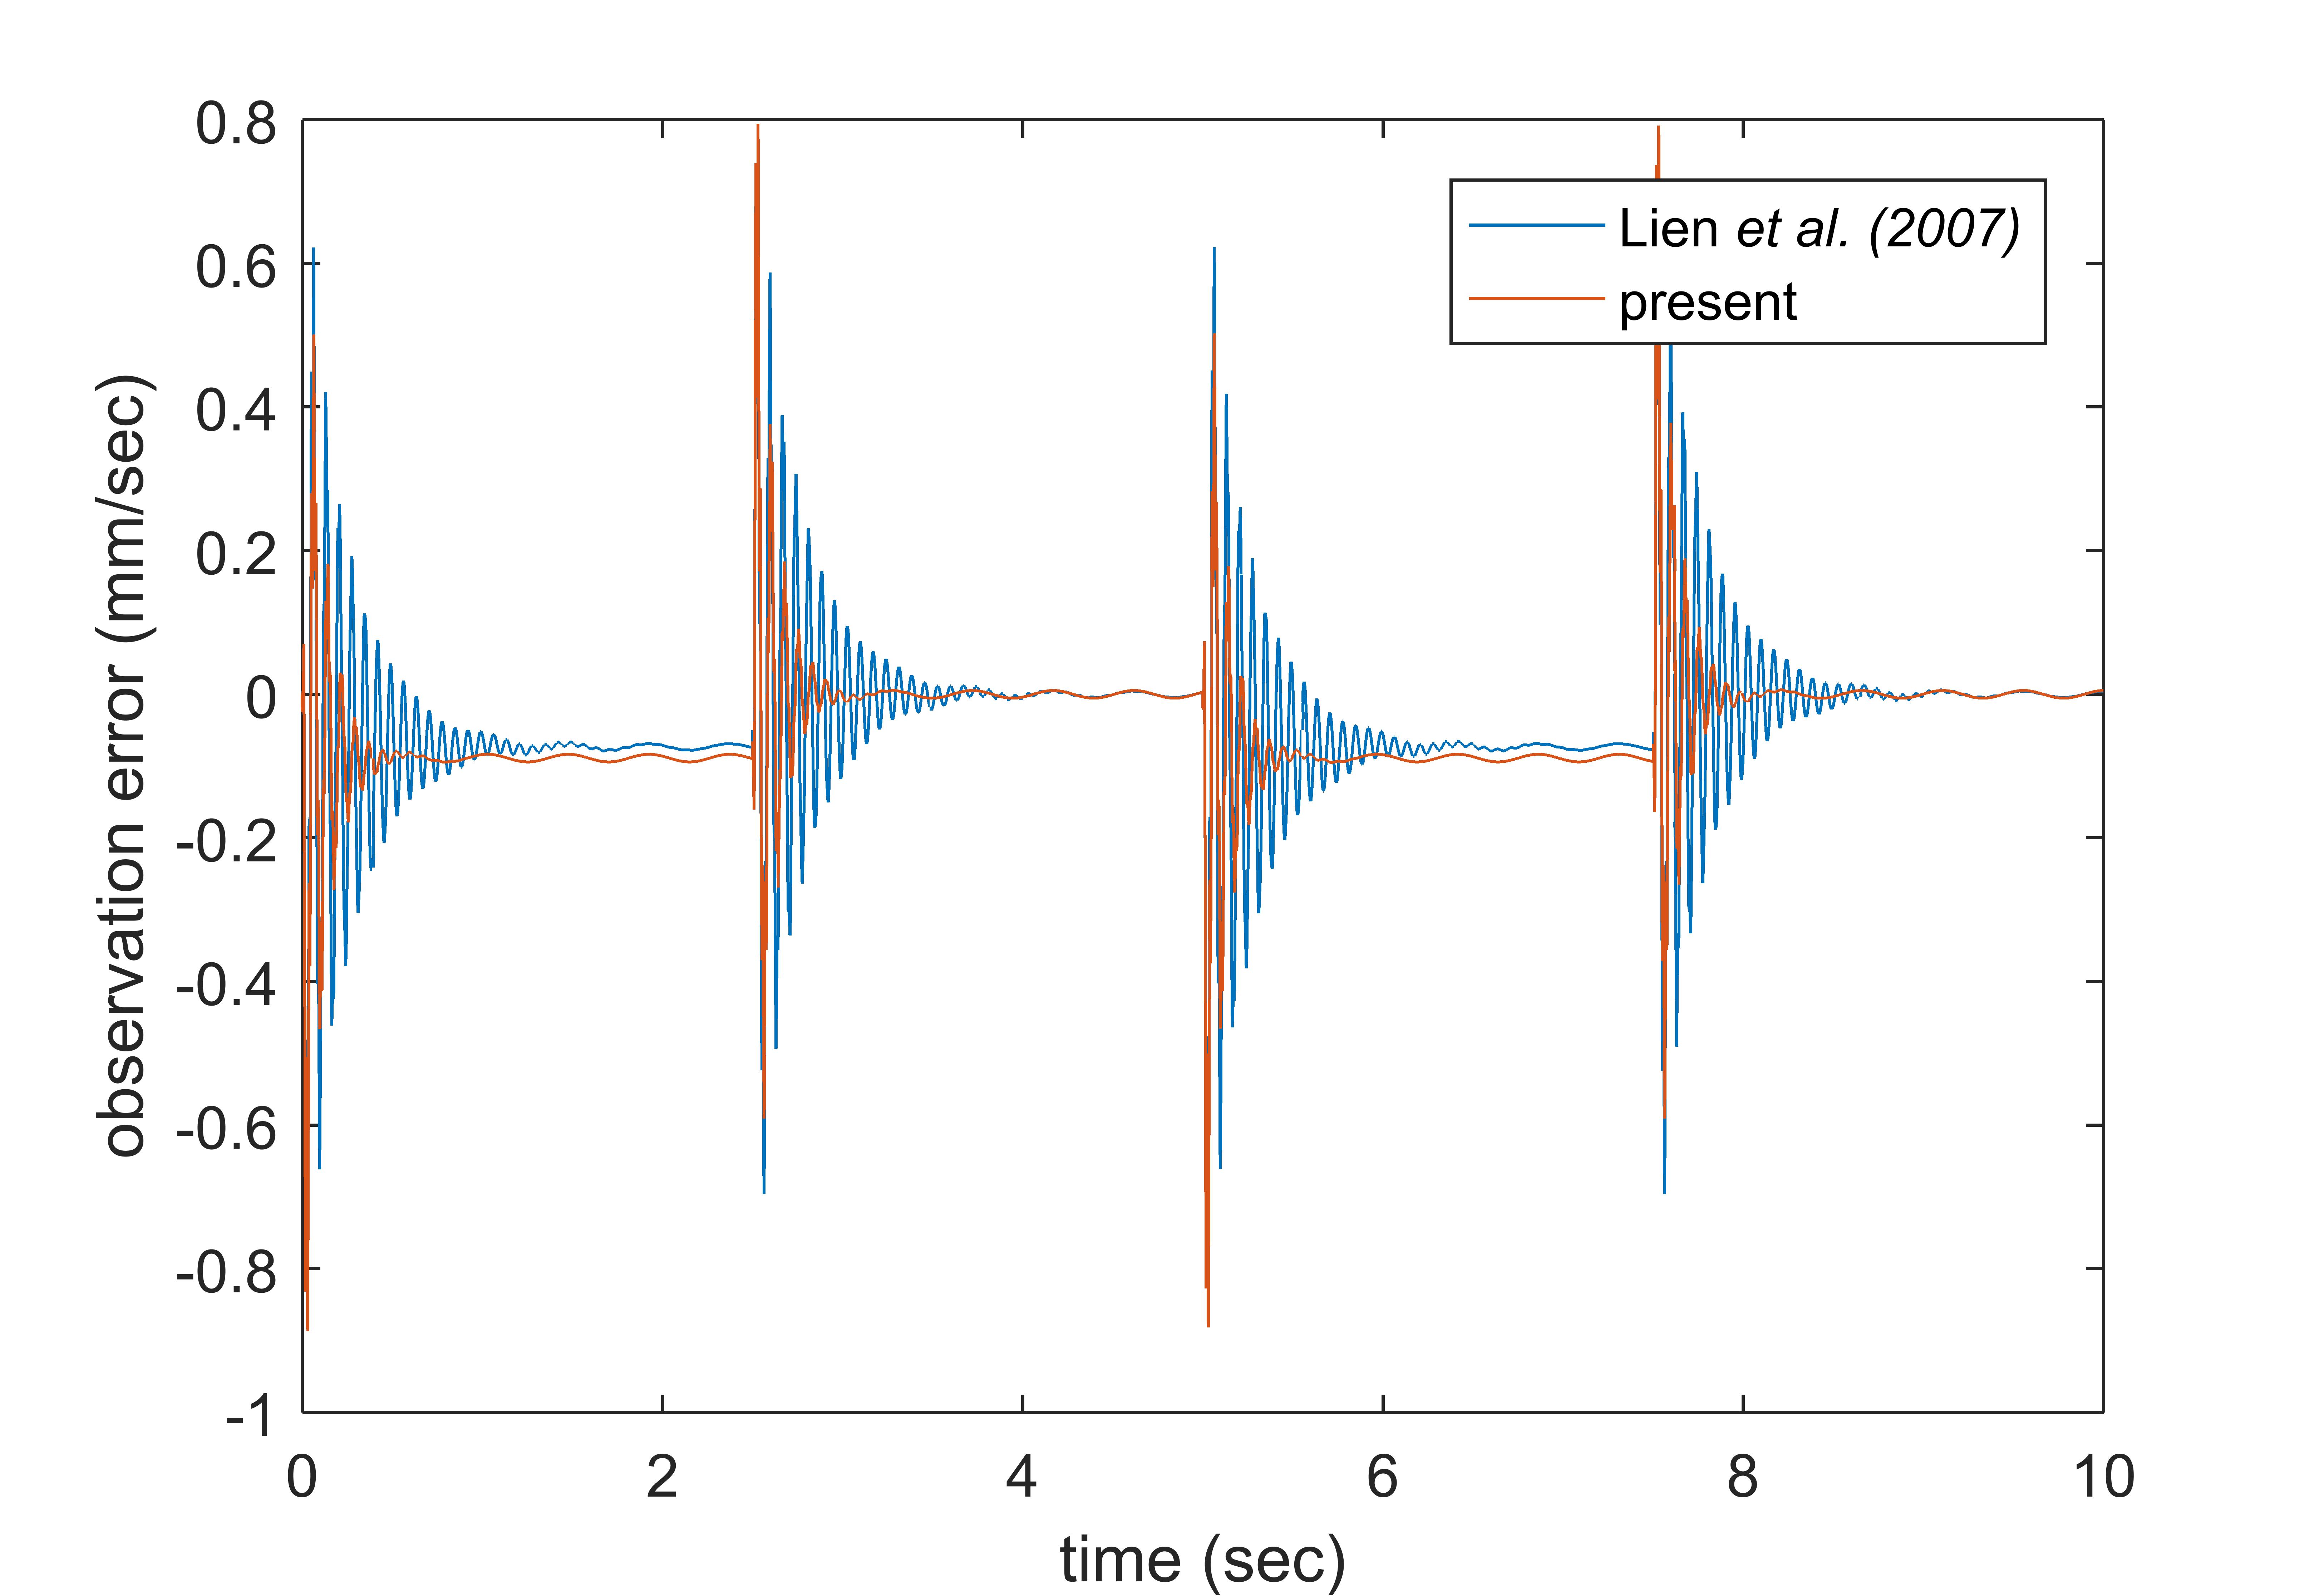 0.8
0.6
0.4
0.2
0
-0.2
-0.4
-0.6
-0.8
-1
observation error (mm/sec)
Lien et al. (2007)
present
0 2 4 6 8 10
time (sec)